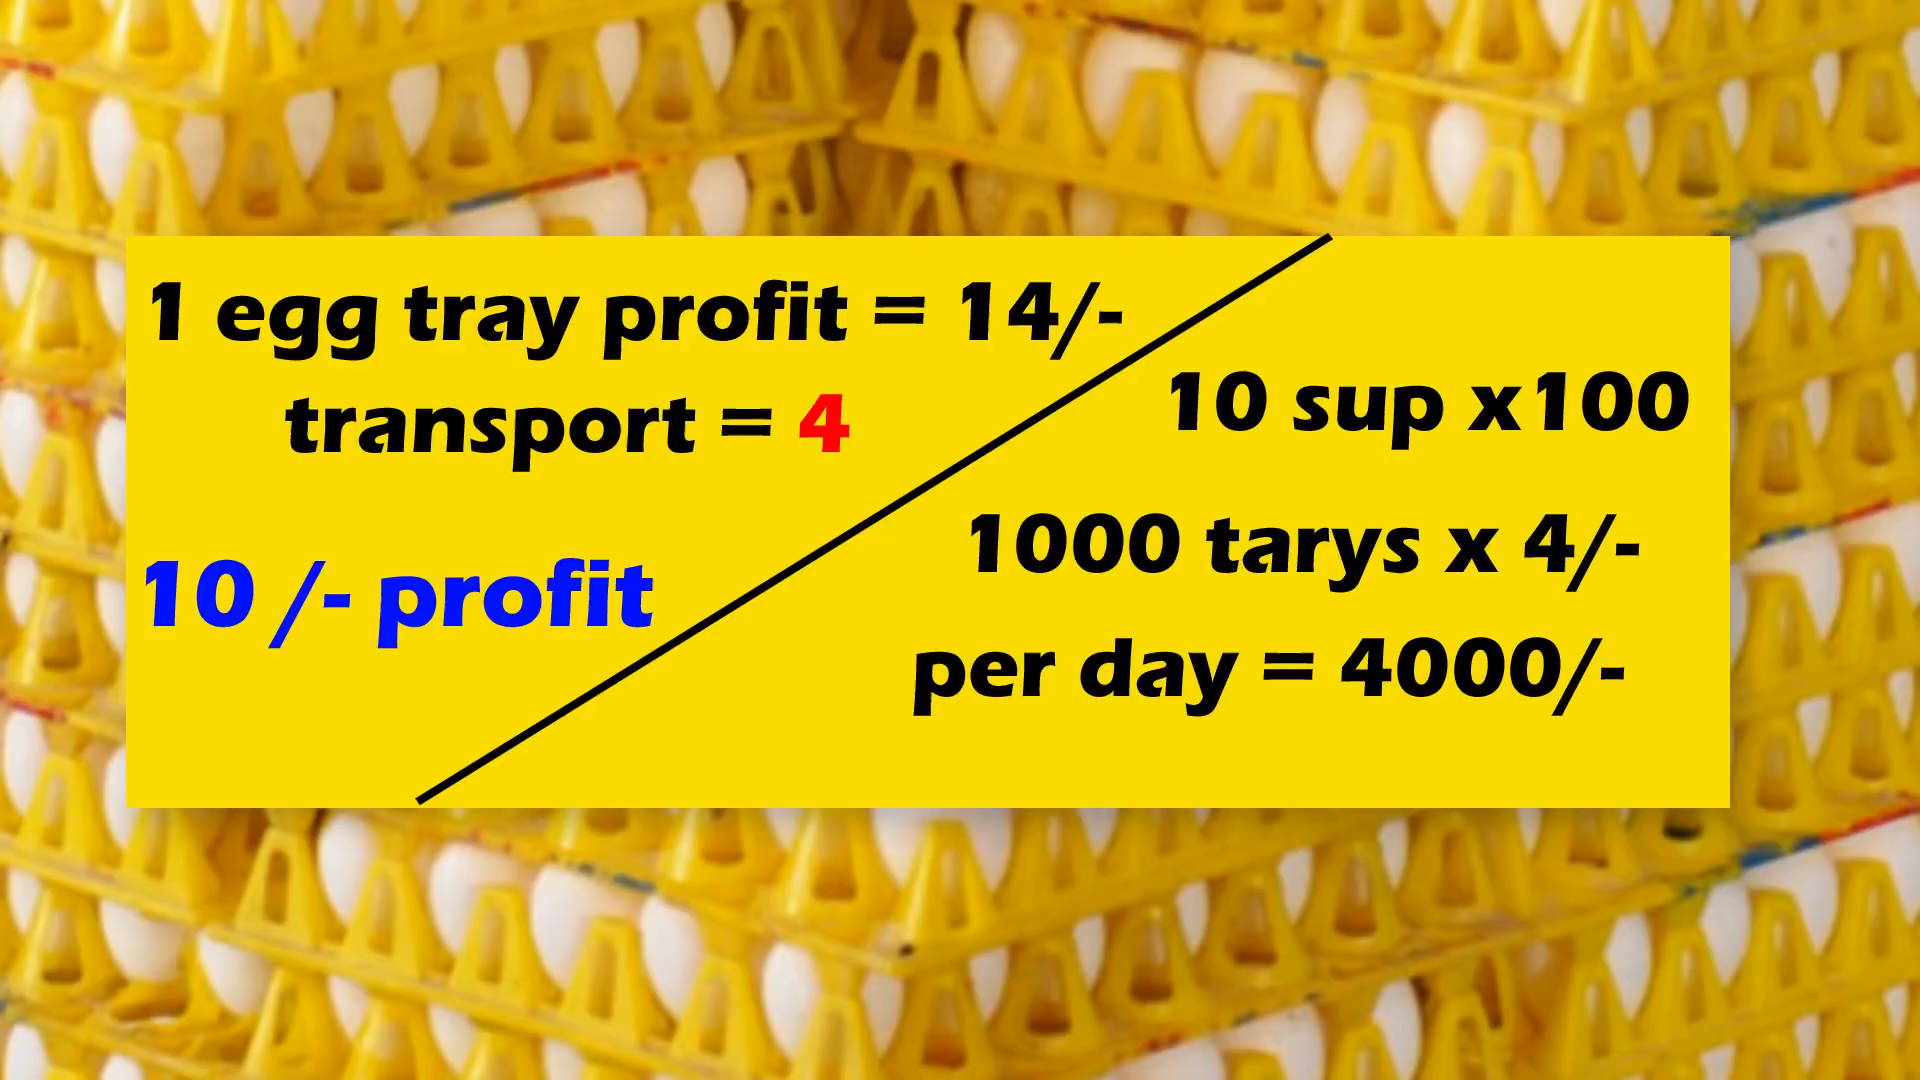 1 egg tray profit = 14/-
transport = 4
10 /- profit
10 sup x100
1000 tarys x 4/-
per day = 4000/-